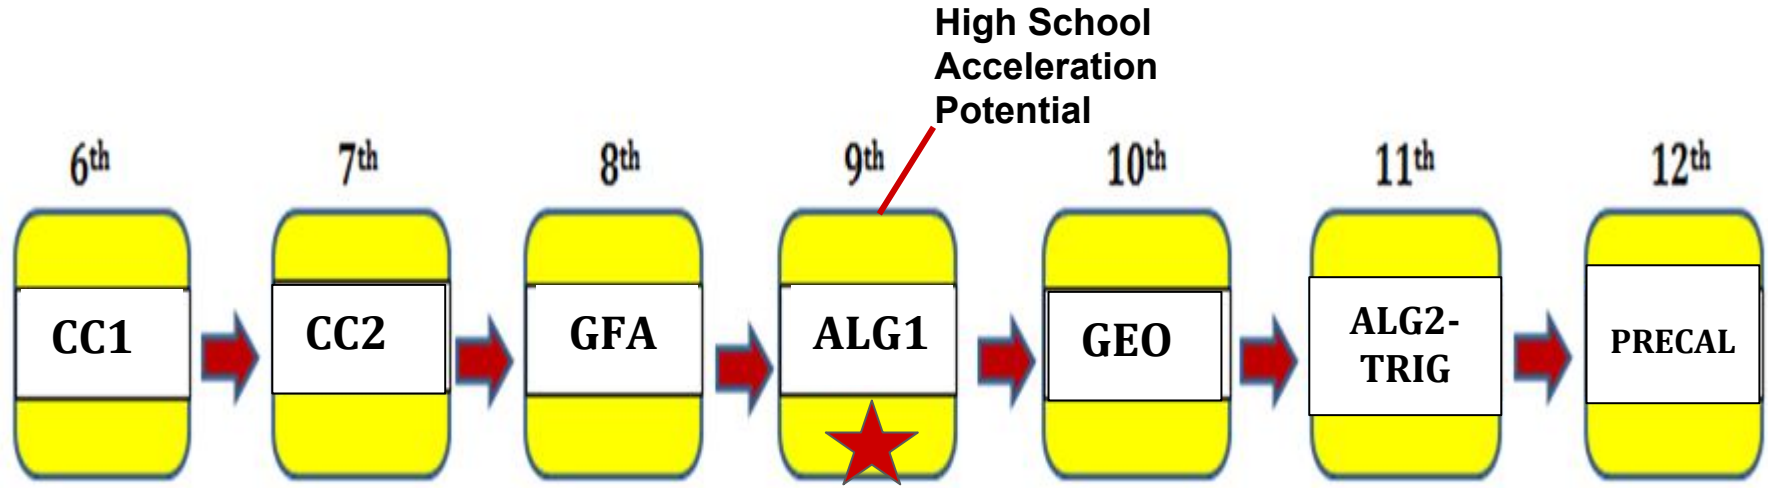 High School
Acceleration
Potential
6th
7th
8th
9th
10th
11th
12th
CC1
CC2
GFA
ALG1
GEO
ALG2-
TRIG
PRECAL